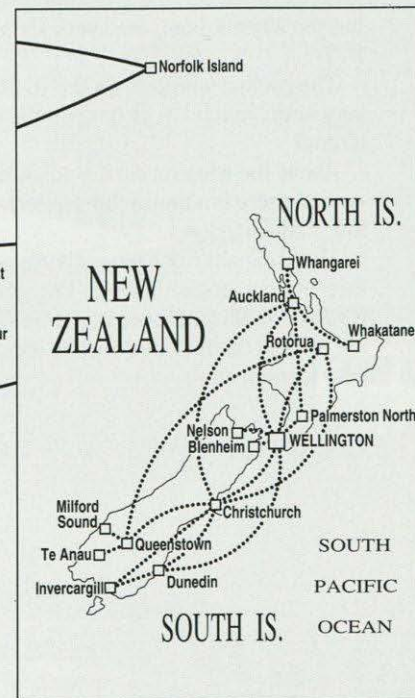 Norfolk Island
NORTH IS.
Whangarei
NEW
ZEALAND
Auckland
Rotorua
Whakatane
Palmerston North
Nelson
WELLINGTON
Blenheim
Milford
Sound
Christchurch
Te Anau
Queenstown
Invercargill
Dunedin
SOUTH
PACIFIC
OCEAN
SOUTH IS.